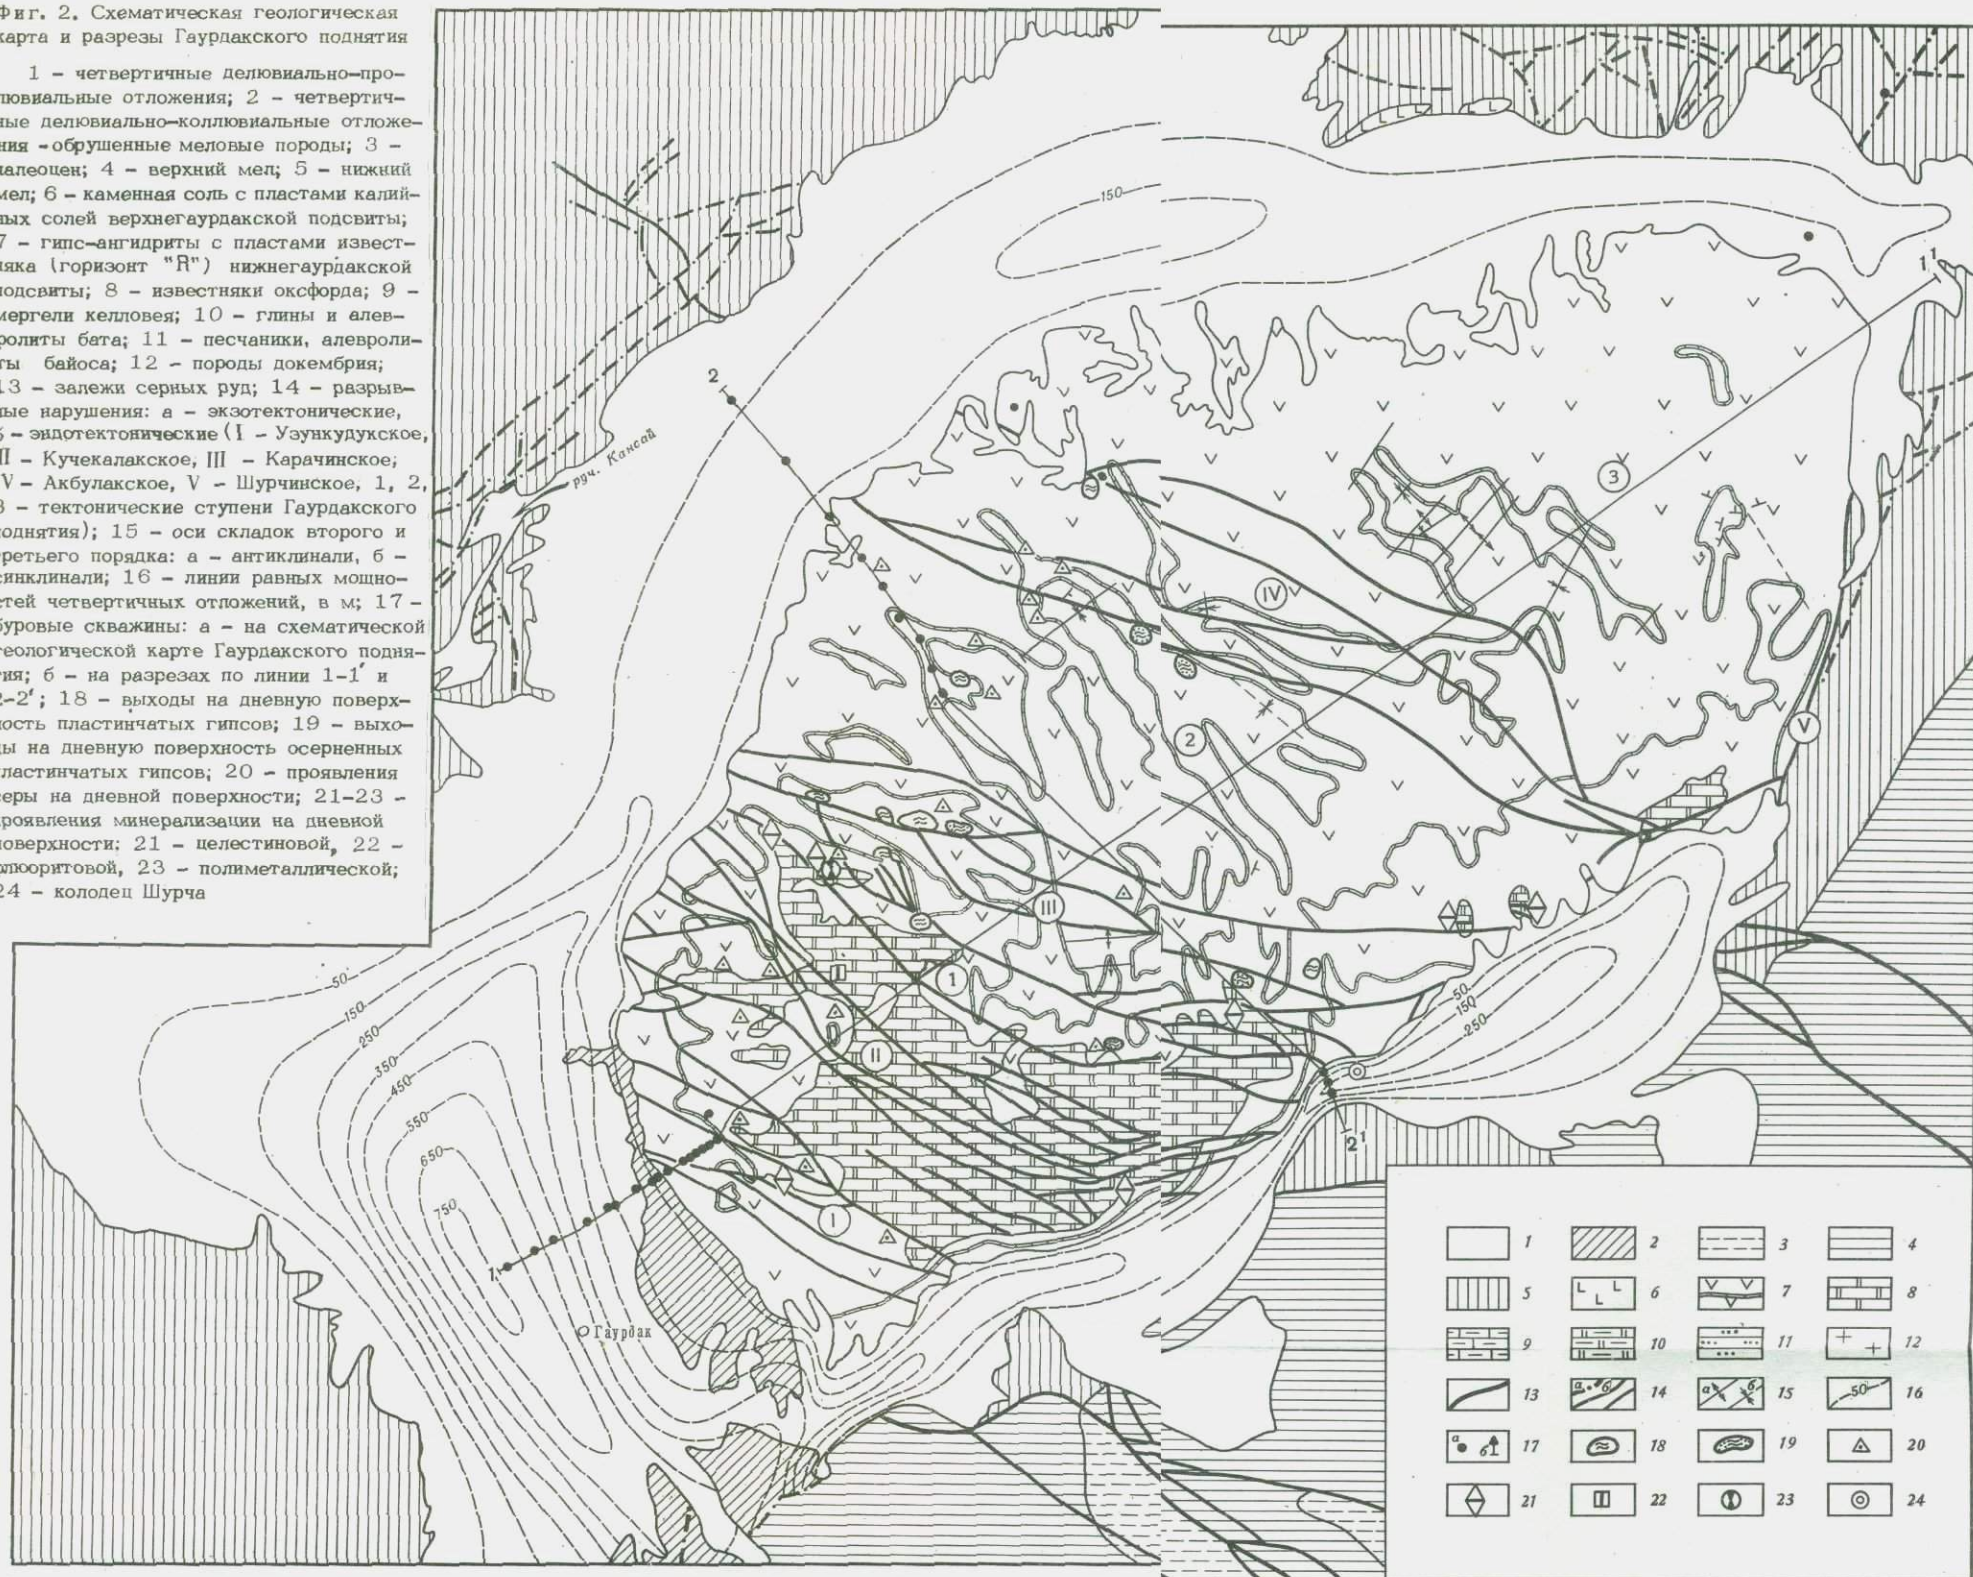 Фиг. 2. Схематическая геологическая
карта и разрезы Гаурдакского поднятия
1 – четвертичные делювиально-про-
лювиальные отложения; 2 – четвертич-
ные делювиально-коллювиальные отложе-
ния – обрушенные меловые породы; 3 –
палеоцен; 4 – верхний мел; 5 – нижний
мел; 6 – каменная соль с пластами калий-
ных солей верхнегаурдакской подсвиты;
7 – гипс-ангидриты с пластами извест-
няка (горизонт "Я") нижнегаурдакской
подсвиты; 8 – известняки оксфорда; 9 –
мергели келловея; 10 – глины и алев-
ролиты бата; 11 – песчаники, алевроли-
ты байоса; 12 – породы докембрия;
13 – залежи серных руд; 14 – разрыв-
ные нарушения: а – экзотектонические,
б – эндотектонические (I – Узункудукское,
II – Кучекалакское, III – Карачинское;
IV – Акбулакское, V – Шурчинское, 1, 2,
3 – тектонические ступени Гаурдакского
поднятия); 15 – оси складок второго и
третьего порядка: а – антиклинали, б –
синклинали; 16 – линии равных мощно-
стей четвертичных отложений, в м; 17 –
буровые скважины: а – на схематической
геологической карте Гаурдакского подня-
тия; б – на разрезах по линии 1-1' и
2-2'; 18 – выходы на дневную поверх-
ность пластинчатых гипсов; 19 – выхо-
ды на дневную поверхность осерненных
пластинчатых гипсов; 20 – проявления
серы на дневной поверхности; 21-23 –
проявления минерализации на дневной
поверхности: 21 – целестиновой, 22 –
флюоритовой, 23 – полиметаллической;
24 – колодец Шурча
150
1'
2
руч. Кансай
3
IV
2
V
III
1
50
150
250
350
450
550
650
750
II
50
150
250
2'
I
1
Гаурдак
1 2 3 4
5 6 7 8
9 10 11 12
а б а б 50
13 14 15 16
а б
17 18 19 20
21 22 23 24